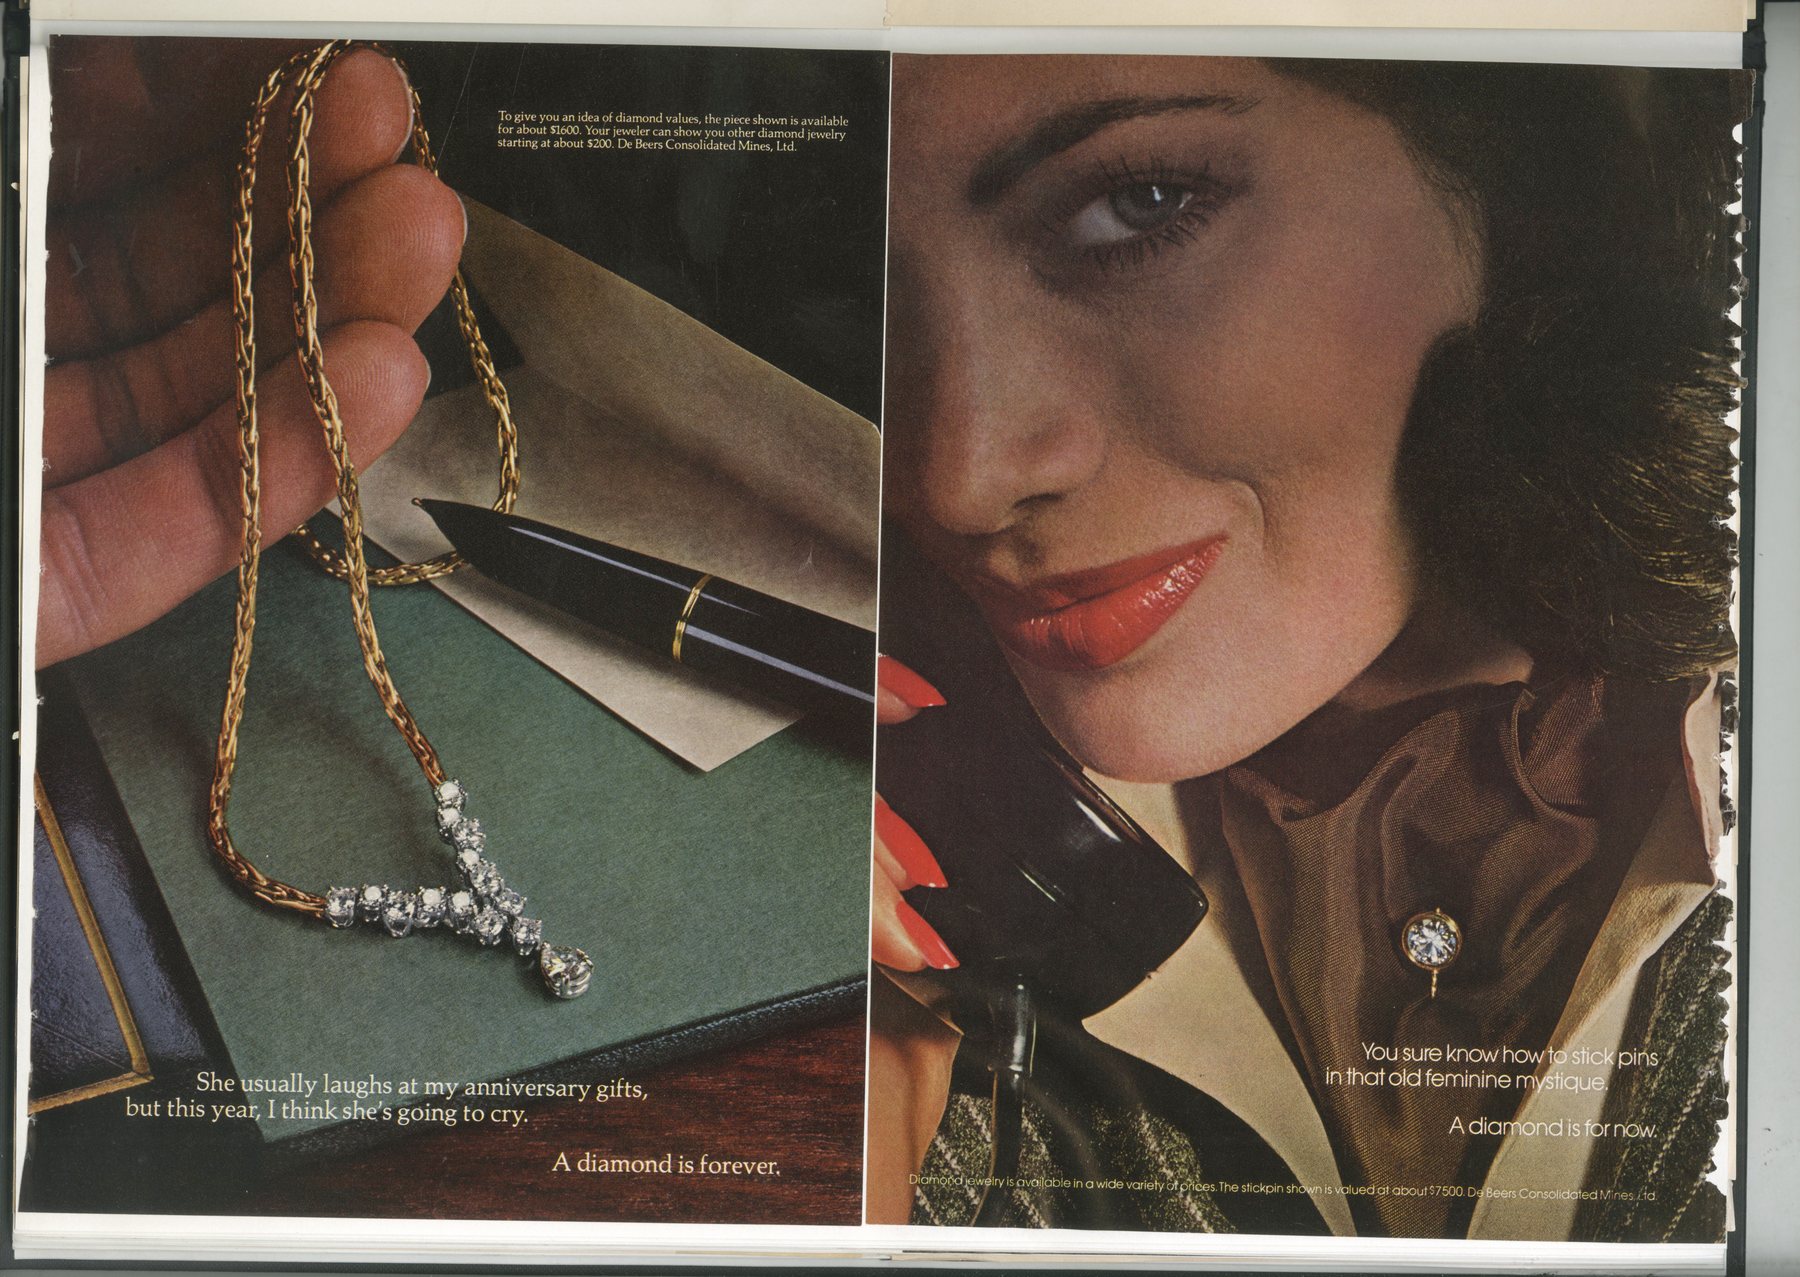 To give you an idea of diamond values, the piece shown is available
for about $1600. Your jeweler can show you other diamond jewelry
starting at about $200. De Beers Consolidated Mines, Ltd.
She usually laughs at my anniversary gifts,
but this year, I think she's going to cry.
A diamond is forever.
You sure know how to stick pins
in that old feminine mystique.
A diamond is for now.
Diamond jewelry is available in a wide variety of prices. The stickpin shown is valued at about $7500. De Beers Consolidated Mines, Ltd.